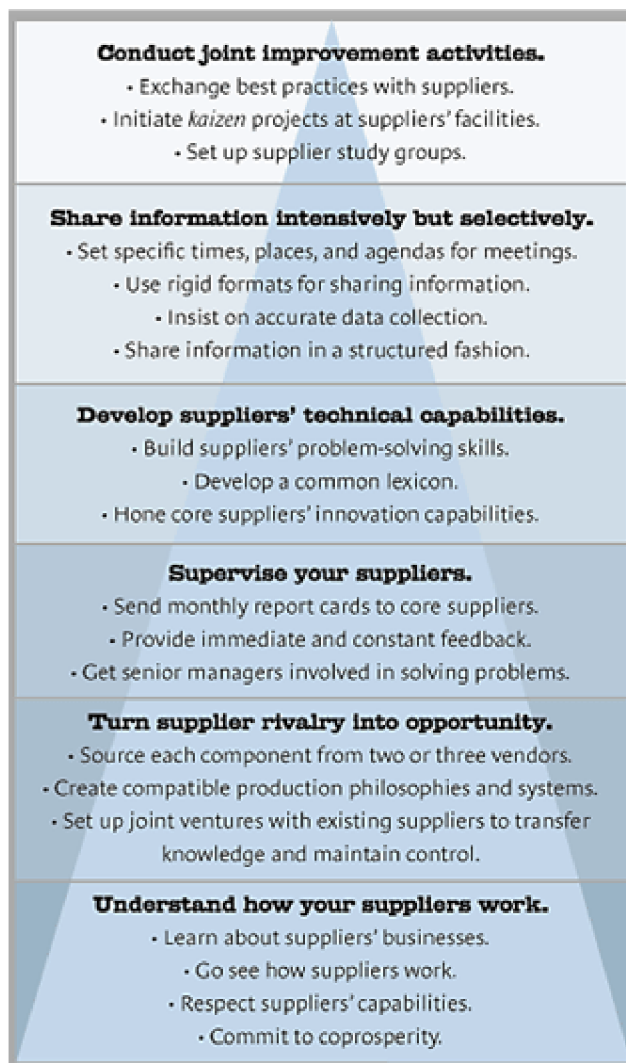 Conduct joint improvement activities.
• Exchange best practices with suppliers.
• Initiate kaizen projects at suppliers' facilities.
• Set up supplier study groups.
Share information intensively but selectively.
• Set specific times, places, and agendas for meetings.
• Use rigid formats for sharing information.
• Insist on accurate data collection.
• Share information in a structured fashion.
Develop suppliers' technical capabilities.
• Build suppliers' problem-solving skills.
• Develop a common lexicon.
• Hone core suppliers' innovation capabilities.
Supervise your suppliers.
• Send monthly report cards to core suppliers.
• Provide immediate and constant feedback.
• Get senior managers involved in solving problems.
Turn supplier rivalry into opportunity.
• Source each component from two or three vendors.
• Create compatible production philosophies and systems.
• Set up joint ventures with existing suppliers to transfer
knowledge and maintain control.
Understand how your suppliers work.
• Learn about suppliers' businesses.
• Go see how suppliers work.
• Respect suppliers' capabilities.
• Commit to coprosperity.